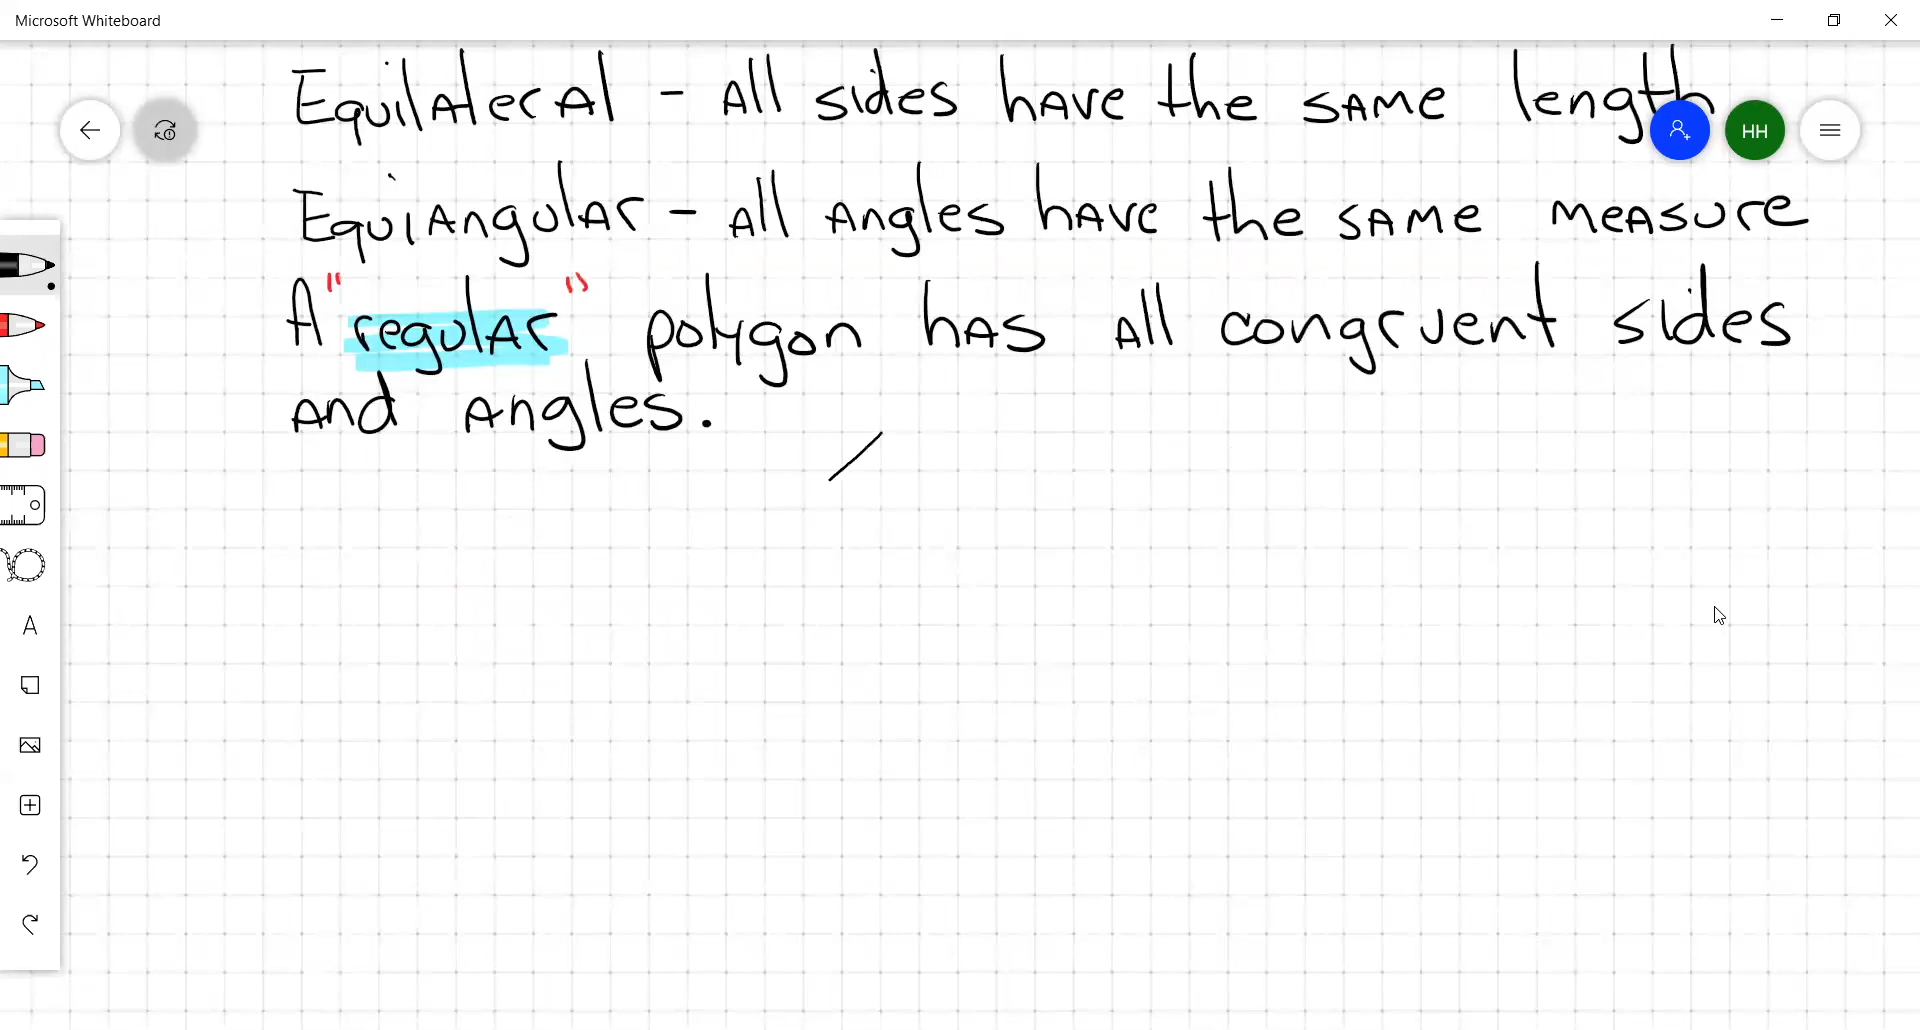 Microsoft Whiteboard
Equilateral - all sides have the same length
HH
Equiangular - all angles have the same measure
A "regular" polygon has all congruent sides
and angles.
A